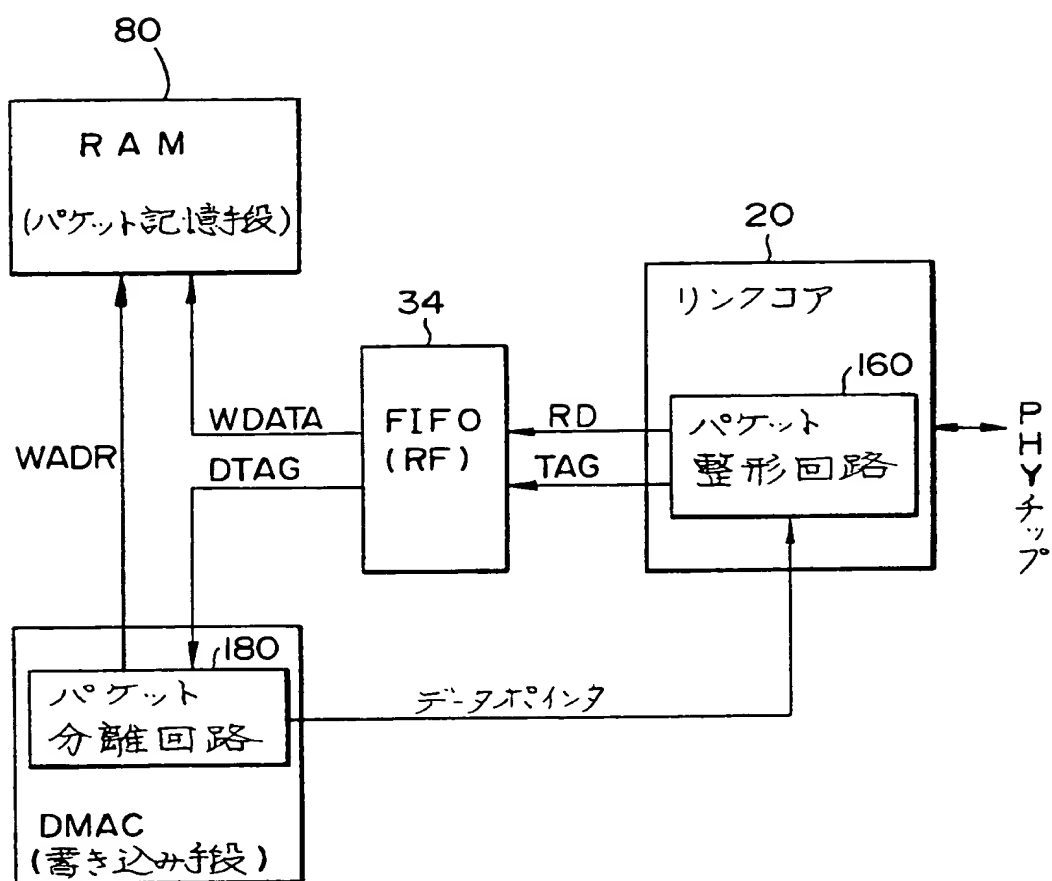 80
RAM
(パケット記憶手段)
20
リンクコア
34
160
FIFO
(RF)
WDATA
RD
パケット
整形回路
PHYチップ
WADR
DTAG
TAG
180
パケット
分離回路
データポインタ
DMAC
(書き込み手段)